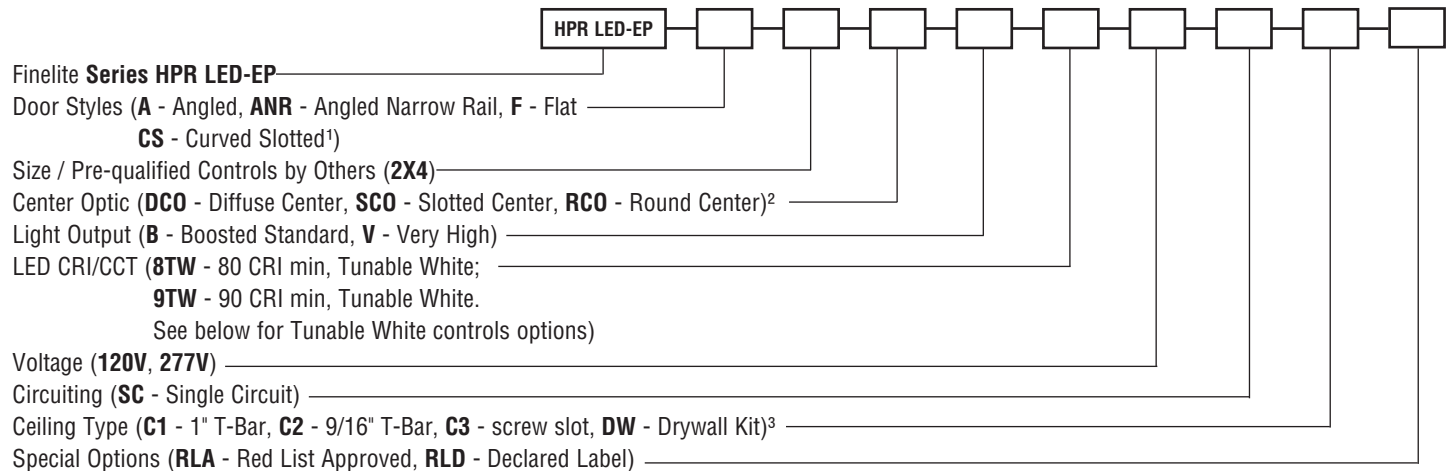 HPR LED-EP
Finelite Series HPR LED-EP
Door Styles (A - Angled, ANR - Angled Narrow Rail, F - Flat
CS - Curved Slotted¹)
Size / Pre-qualified Controls by Others (2X4)
Center Optic (DCO - Diffuse Center, SCO - Slotted Center, RCO - Round Center)²
Light Output (B - Boosted Standard, V - Very High)
LED CRI/CCT (8TW - 80 CRI min, Tunable White;
9TW - 90 CRI min, Tunable White.
See below for Tunable White controls options)
Voltage (120V, 277V)
Circuiting (SC - Single Circuit)
Ceiling Type (C1 - 1" T-Bar, C2 - 9/16" T-Bar, C3 - screw slot, DW - Drywall Kit)³
Special Options (RLA - Red List Approved, RLD - Declared Label)